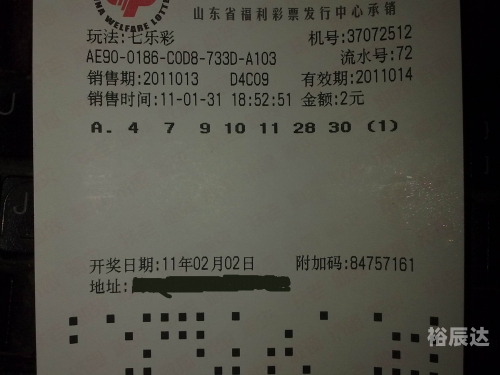 CHINA WELFARE LOTTERY
山东省福利彩票发行中心承销
玩法:七乐彩 机号:37072512
AE90-0186-C0D8-733D-A103 流水号:72
销售期:2011013 D4C09 有效期:2011014
销售时间:11-01-31 18:52:51 金额:2元
A. 4 7 9 10 11 28 30 (1)
开奖日期:11年02月02日 附加码:84757161
地址:
裕辰达